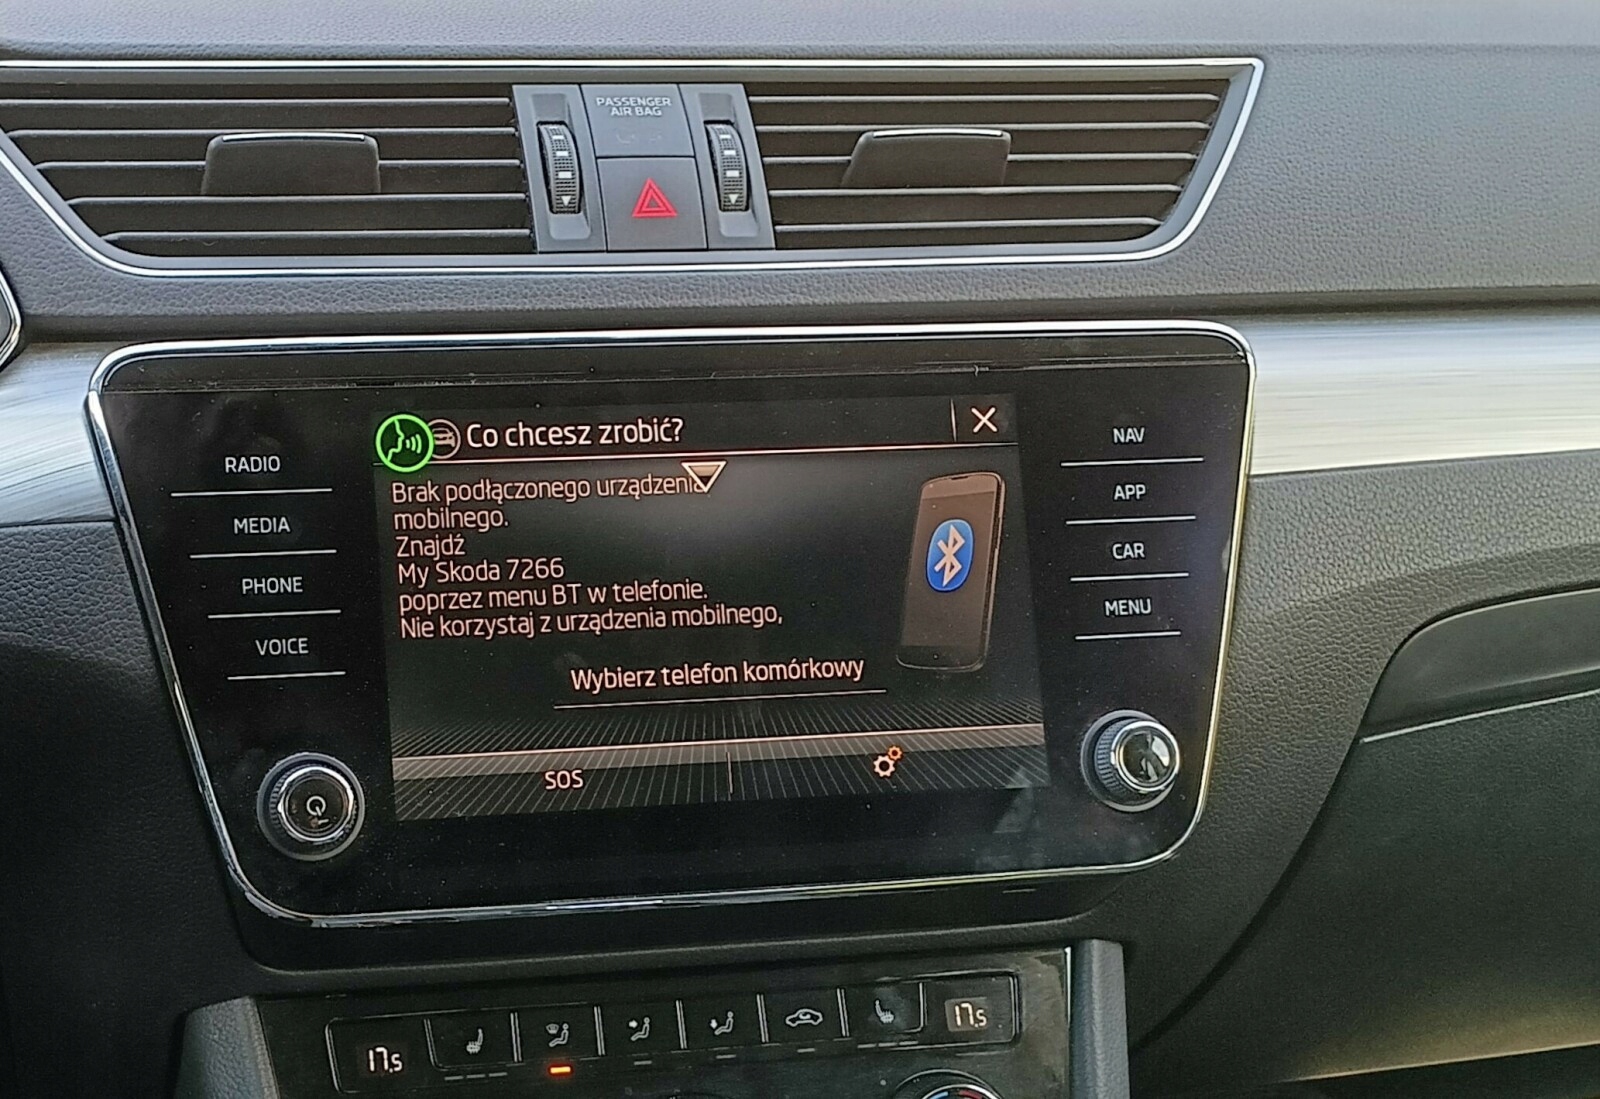 PASSENGER
AIR BAG
Co chcesz zrobić?
RADIO
MEDIA
PHONE
VOICE
Brak podłączonego urządzenia
mobilnego.
Znajdź
My Skoda 7266
poprzez menu BT w telefonie.
Nie korzystaj z urządzenia mobilnego,
Wybierz telefon komórkowy
SOS
NAV
APP
CAR
MENU
17.5
17.5